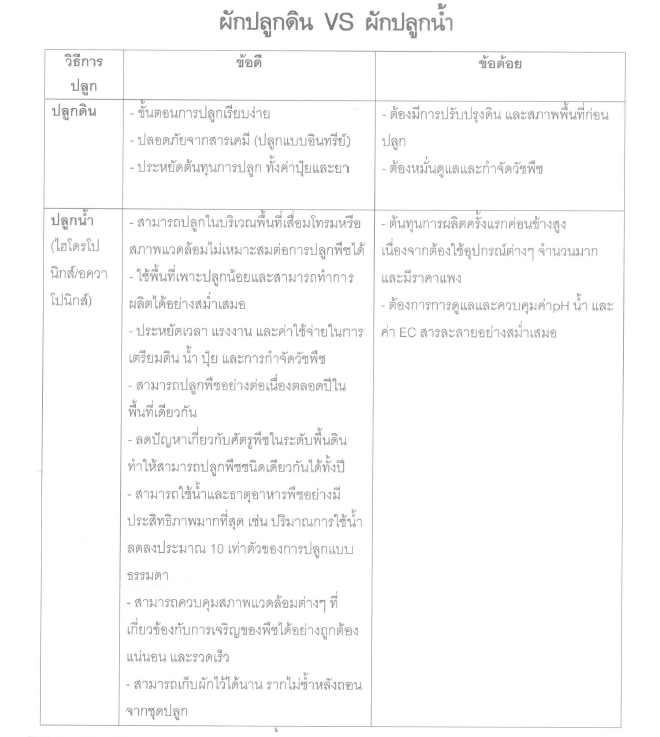 ผักปลูกดิน VS ผักปลูกน้ำ
วิธีการ
ปลูก
ข้อดี
ข้อด้อย
ปลูกดิน
- ขั้นตอนการปลูกเรียบง่าย
- ปลอดภัยจากสารเคมี (ปลูกแบบอินทรีย์)
- ประหยัดต้นทุนการปลูก ทั้งค่าปุ๋ยและยา
- ต้องมีการปรับปรุงดิน และสภาพพื้นที่ก่อน
ปลูก
- ต้องหมั่นดูแลและกำจัดวัชพืช
ปลูกน้ำ
(ไฮโดรโป
นิกส์/อควา
โปนิกส์)
- สามารถปลูกในบริเวณพื้นที่เสื่อมโทรมหรือ
สภาพแวดล้อมไม่เหมาะสมต่อการปลูกพืชได้
- ใช้พื้นที่เพาะปลูกน้อยและสามารถทำการ
ผลิตได้อย่างสม่ำเสมอ
- ประหยัดเวลา แรงงาน และค่าใช้จ่ายในการ
เตรียมดิน น้ำ ปุ๋ย และการกำจัดวัชพืช
- สามารถปลูกพืชอย่างต่อเนื่องตลอดปีใน
พื้นที่เดียวกัน
- ลดปัญหาเกี่ยวกับศัตรูพืชในระดับพื้นดิน
ทำให้สามารถปลูกพืชชนิดเดียวกันได้ทั้งปี
- สามารถใช้น้ำและธาตุอาหารพืชอย่างมี
ประสิทธิภาพมากที่สุด เช่น ปริมาณการใช้น้ำ
ลดลงประมาณ 10 เท่าตัวของการปลูกแบบ
ธรรมดา
- สามารถควบคุมสภาพแวดล้อมต่างๆ ที่
เกี่ยวข้องกับการเจริญของพืชได้อย่างถูกต้อง
แน่นอน และรวดเร็ว
- สามารถเก็บผักไว้ได้นาน รากไม่ช้ำหลังถอน
จากชุดปลูก
- ต้นทุนการผลิตครั้งแรกค่อนข้างสูง
เนื่องจากต้องใช้อุปกรณ์ต่างๆ จำนวนมาก
และมีราคาแพง
- ต้องการการดูแลและควบคุมค่าpH น้ำ และ
ค่า EC สารละลายอย่างสม่ำเสมอ